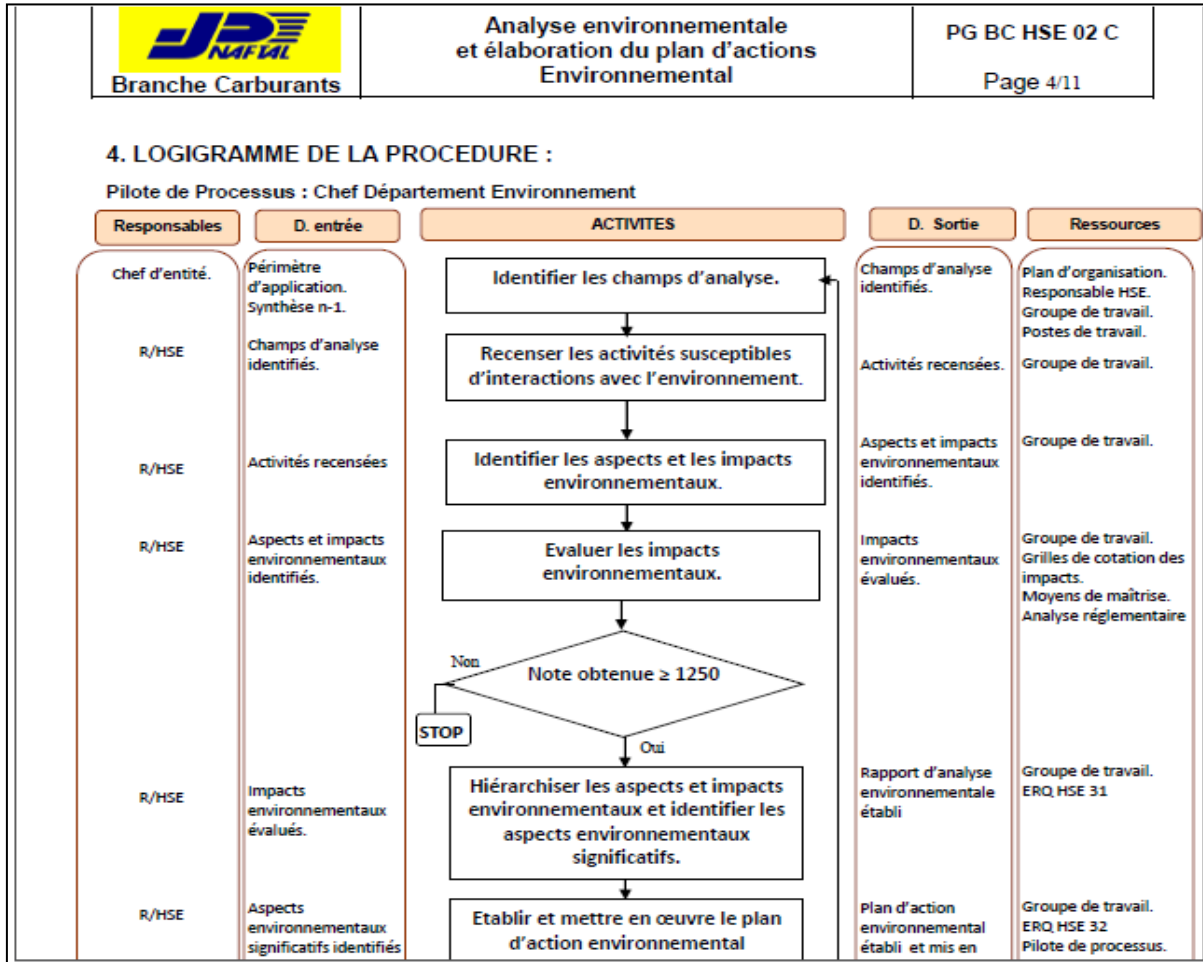 NAFTAL
Branche Carburants
Analyse environnementale
et élaboration du plan d'actions
Environnemental
PG BC HSE 02 C
Page 4/11
4. LOGIGRAMME DE LA PROCEDURE :
Pilote de Processus : Chef Département Environnement
Responsables
D. entrée
ACTIVITES
D. Sortie
Ressources
Chef d'entité.
Périmètre
d'application.
Synthèse n-1.
Identifier les champs d'analyse.
Champs d'analyse
identifiés.
Plan d'organisation.
Responsable HSE.
Groupe de travail.
Postes de travail.
R/HSE
Champs d'analyse
identifiés.
Recenser les activités susceptibles
d'interactions avec l'environnement.
Activités recensées.
Groupe de travail.
R/HSE
Activités recensées
Identifier les aspects et les impacts
environnementaux.
Aspects et impacts
environnementaux
identifiés.
Groupe de travail.
R/HSE
Aspects et impacts
environnementaux
identifiés.
Evaluer les impacts
environnementaux.
Impacts
environnementaux
évalués.
Groupe de travail.
Grilles de cotation des
impacts.
Moyens de maîtrise.
Analyse réglementaire
Non
Note obtenue ≥ 1250
STOP
Oui
R/HSE
Impacts
environnementaux
évalués.
Hiérarchiser les aspects et impacts
environnementaux et identifier les
aspects environnementaux
significatifs.
Rapport d'analyse
environnementale
établi
Groupe de travail.
ERQ HSE 31
R/HSE
Aspects
environnementaux
significatifs identifiés
Etablir et mettre en œuvre le plan
d'action environnemental
Plan d'action
environnemental
établi et mis en
Groupe de travail.
ERQ HSE 32
Pilote de processus.